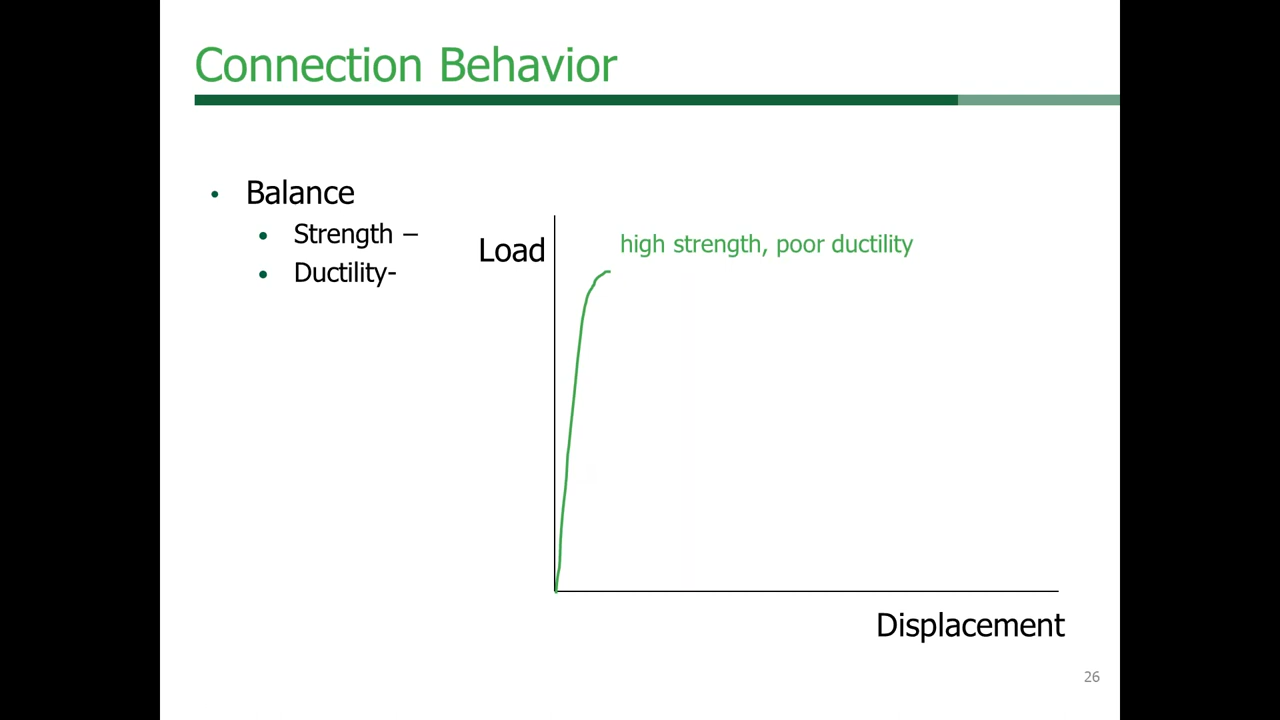 Connection Behavior
• Balance
• Strength –
• Ductility-
Load
high strength, poor ductility
Displacement
26